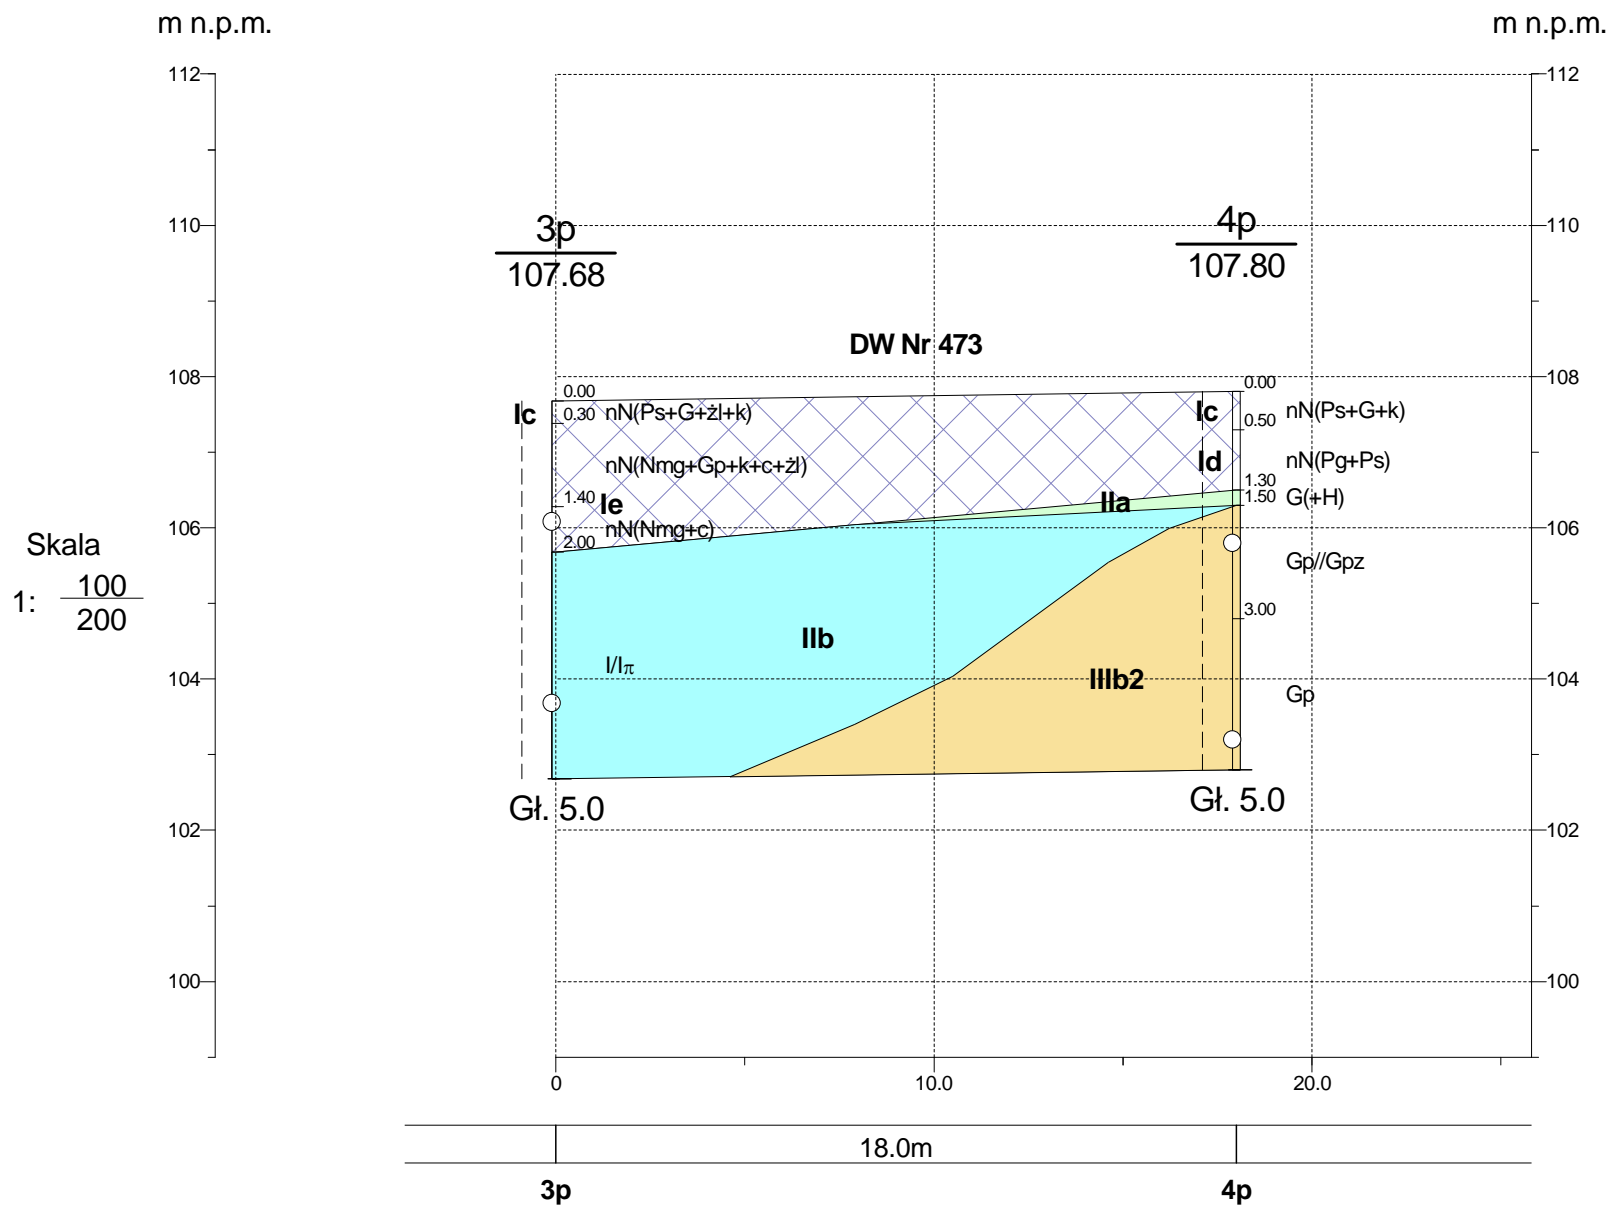 m n.p.m.
m n.p.m.
112
112
110
110
3p
107.68
4p
107.80
DW Nr 473
108
108
0.00
0.00
Ic
0.30
nN(Ps+G+żl+k)
Ic
0.50
nN(Ps+G+k)
nN(Nmg+Gp+k+c+żl)
Id
nN(Pg+Ps)
1.30
1.40
Ie
IIa
1.50
G(+H)
106
nN(Nmg+c)
106
2.00
Skala
1:
100
200
Gp//Gpz
3.00
IIb
I/Iπ
104
IIIb2
104
Gp
Gł. 5.0
Gł. 5.0
102
102
100
100
0
10.0
20.0
18.0m
3p
4p